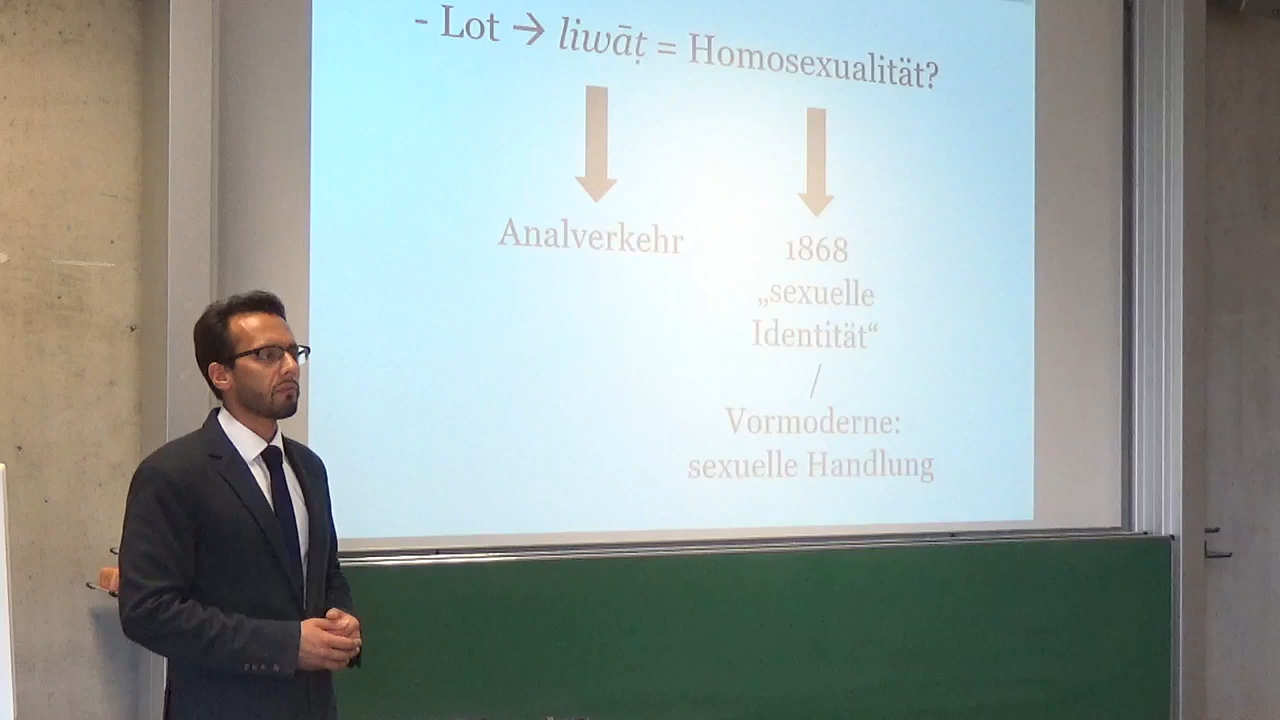 - Lot → liwāṭ = Homosexualität?
Analverkehr
1868
„sexuelle
Identität“
/
Vormoderne:
sexuelle Handlung